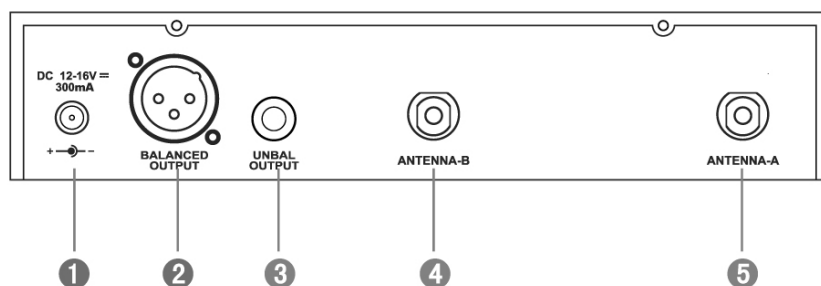 DC 12-16V ⎓
300mA
+ −
BALANCED
OUTPUT
UNBAL
OUTPUT
ANTENNA-B
ANTENNA-A
1 2 3 4 5